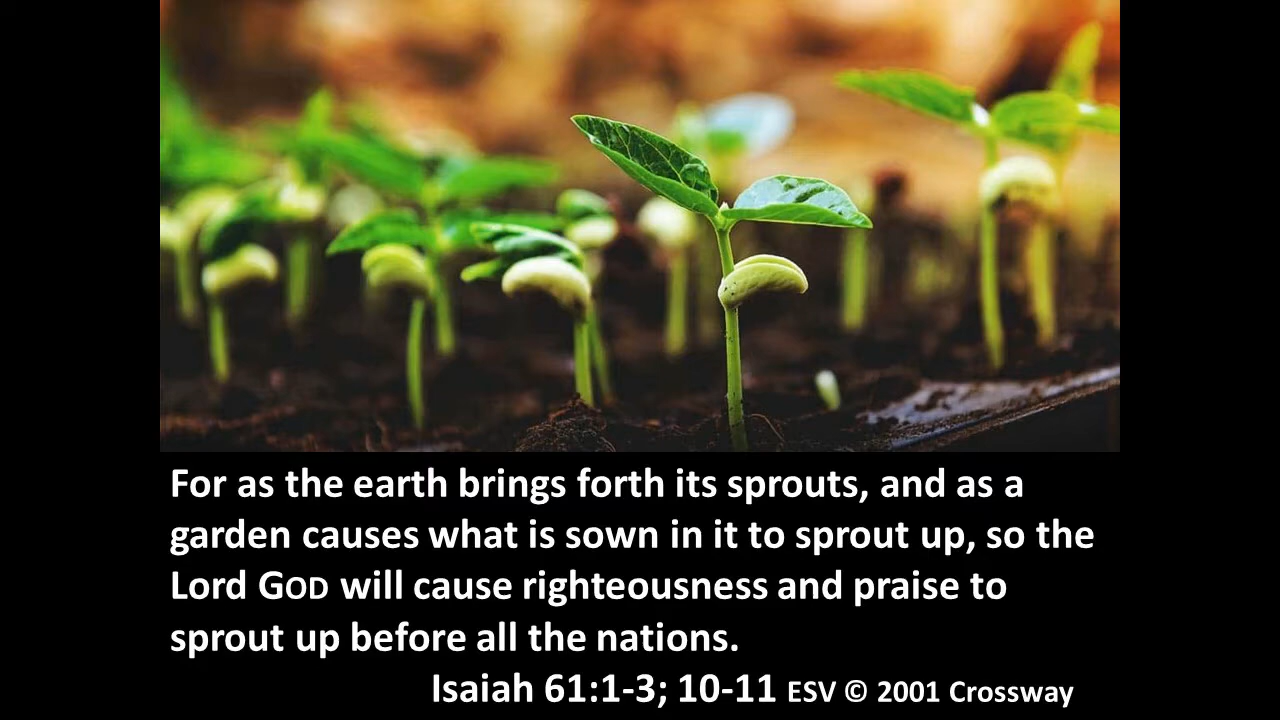 For as the earth brings forth its sprouts, and as a
garden causes what is sown in it to sprout up, so the
Lord GOD will cause righteousness and praise to
sprout up before all the nations.
Isaiah 61:1-3; 10-11 ESV © 2001 Crossway